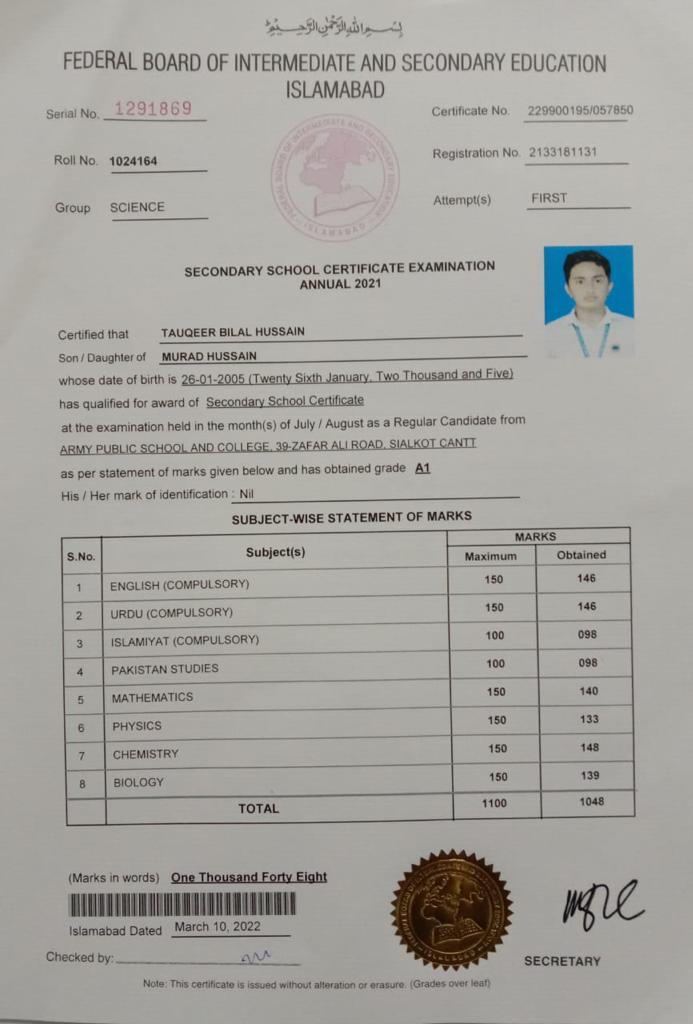 بسم اللہ الرحمن الرحیم
FEDERAL BOARD OF INTERMEDIATE AND SECONDARY EDUCATION
ISLAMABAD
Serial No. 1291869
Certificate No. 229900195/057850
Roll No. 1024164
Registration No. 2133181131
Group SCIENCE
Attempt(s) FIRST
FEDERAL BOARD OF INTERMEDIATE AND SECONDARY EDUCATION
ISLAMABAD
SECONDARY SCHOOL CERTIFICATE EXAMINATION
ANNUAL 2021
Certified that TAUQEER BILAL HUSSAIN
Son / Daughter of MURAD HUSSAIN
whose date of birth is 26-01-2005 (Twenty Sixth January, Two Thousand and Five)
has qualified for award of Secondary School Certificate
at the examination held in the month(s) of July / August as a Regular Candidate from
ARMY PUBLIC SCHOOL AND COLLEGE, 39-ZAFAR ALI ROAD, SIALKOT CANTT
as per statement of marks given below and has obtained grade A1
His / Her mark of identification : Nil
SUBJECT-WISE STATEMENT OF MARKS
S.No. Subject(s) MARKS
Maximum Obtained
1 ENGLISH (COMPULSORY) 150 146
2 URDU (COMPULSORY) 150 146
3 ISLAMIYAT (COMPULSORY) 100 098
4 PAKISTAN STUDIES 100 098
5 MATHEMATICS 150 140
6 PHYSICS 150 133
7 CHEMISTRY 150 148
8 BIOLOGY 150 139
TOTAL 1100 1048
(Marks in words) One Thousand Forty Eight
Islamabad Dated March 10, 2022
Checked by:
SECRETARY
Note: This certificate is issued without alteration or erasure. (Grades over leaf)